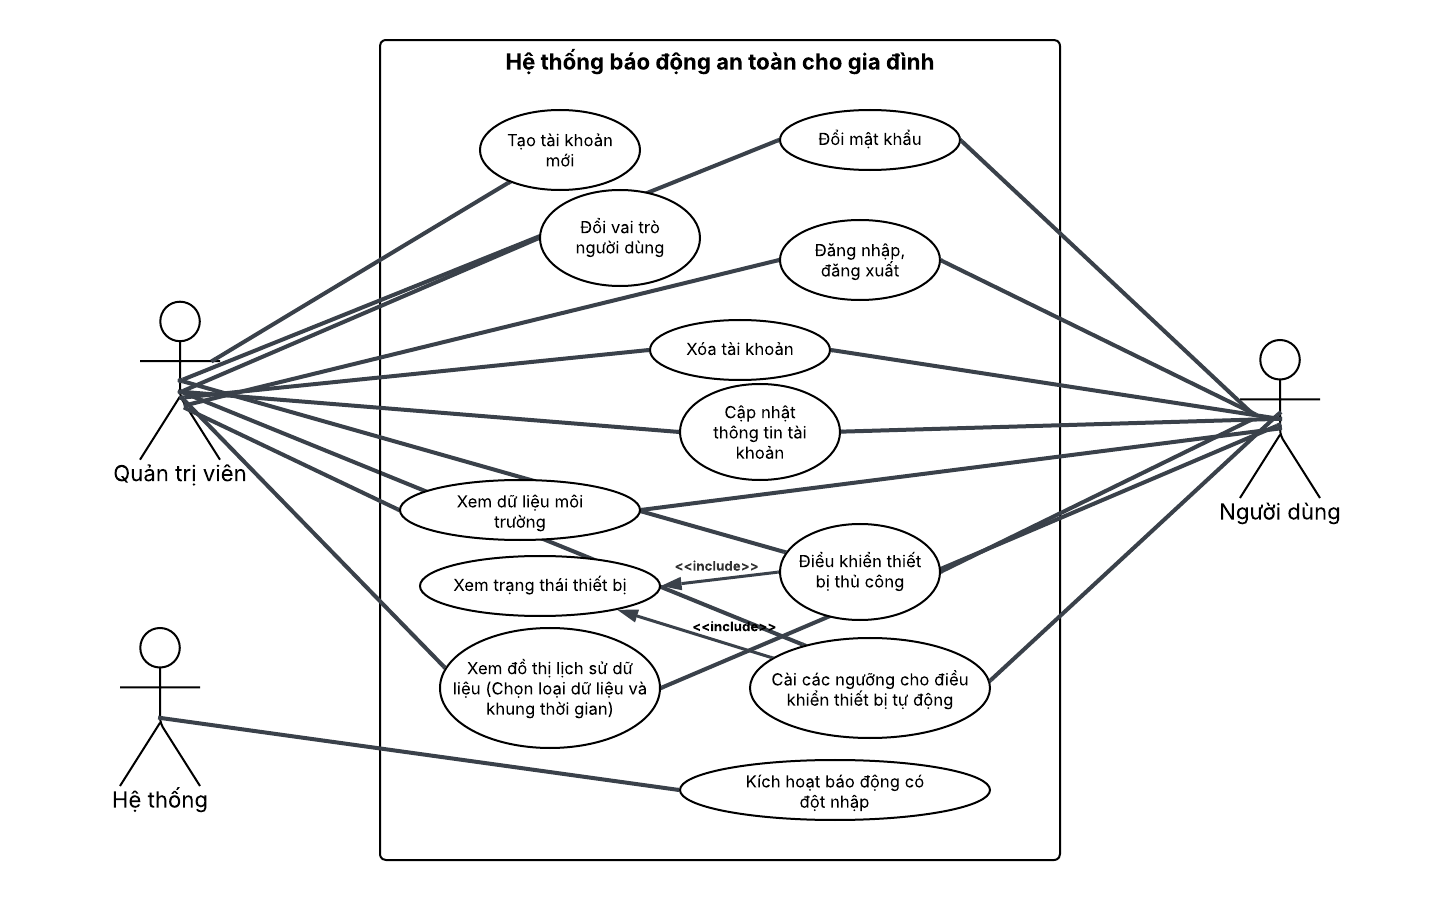 Hệ thống báo động an toàn cho gia đình
Tạo tài khoản
mới
Đổi mật khẩu
Đổi vai trò
người dùng
Đăng nhập,
đăng xuất
Xóa tài khoản
Cập nhật
thông tin tài
khoản
Quản trị viên
Người dùng
Xem dữ liệu môi
trường
Điều khiển thiết
bị thủ công
<<include>>
Xem trạng thái thiết bị
<<include>>
Xem đồ thị lịch sử dữ
liệu (Chọn loại dữ liệu và
khung thời gian)
Cài các ngưỡng cho điều
khiển thiết bị tự động
Hệ thống
Kích hoạt báo động có
đột nhập